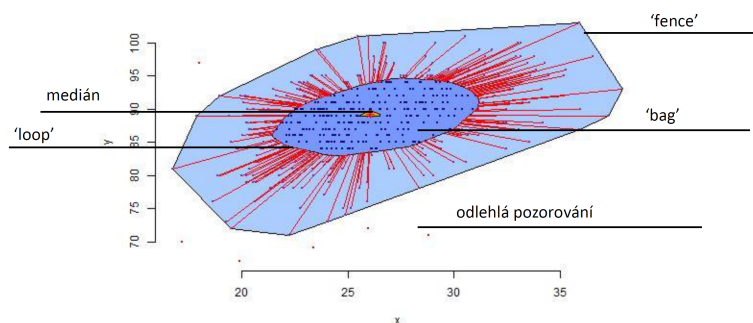 'fence'
100
95
medián
90
'loop'
85
'bag'
y
80
75
odlehlá pozorování
70
20
25
30
35
x